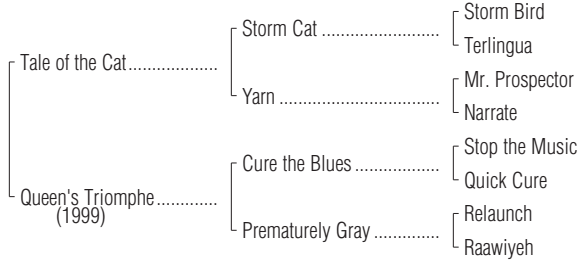 Storm Bird
Storm Cat ........................
Terlingua
Tale of the Cat..................
Mr. Prospector
Yarn ................................
Narrate
Stop the Music
Cure the Blues .................
Quick Cure
Queen's Triomphe............
(1999)
Relaunch
Prematurely Gray .............
Raawiyeh